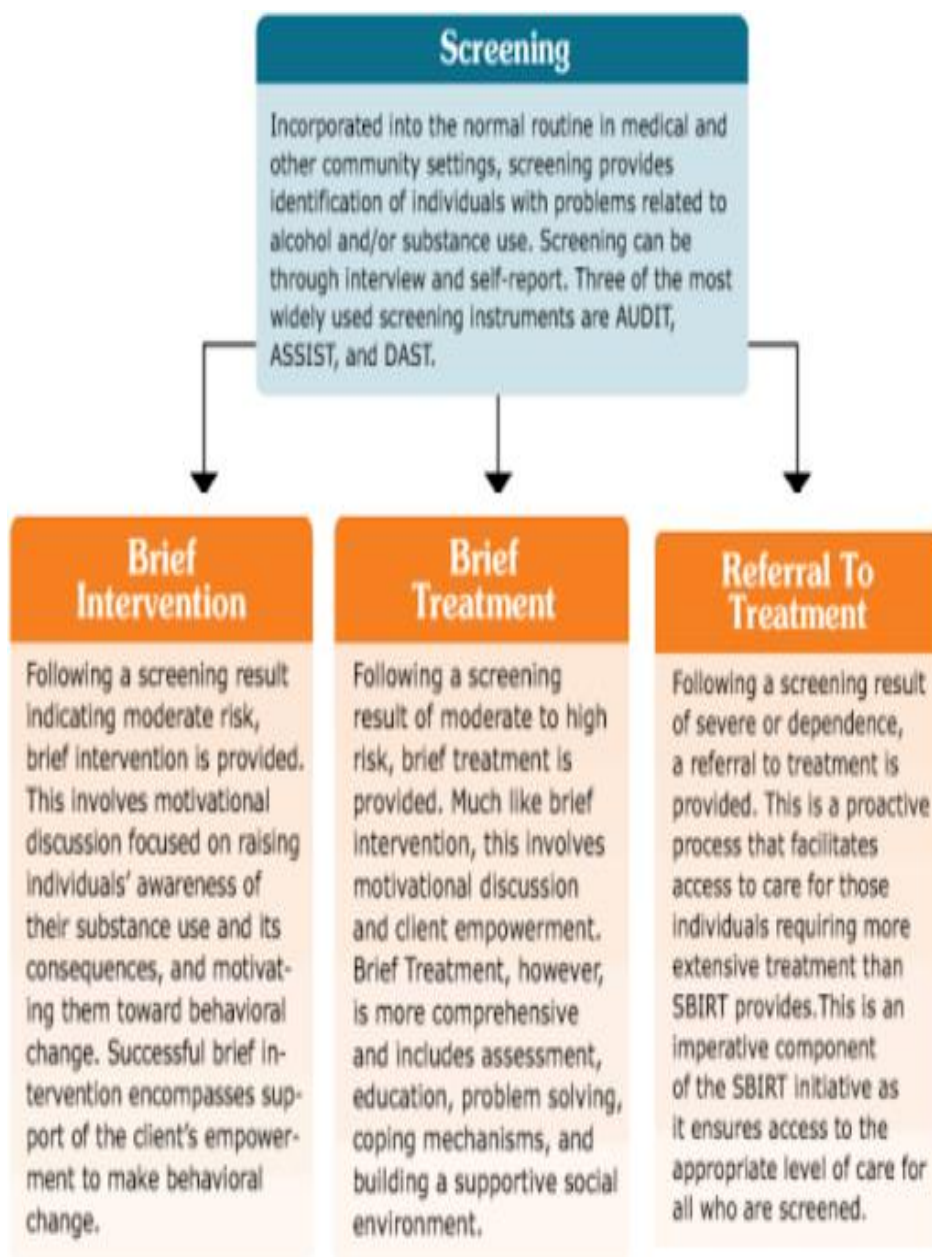 Screening
Incorporated into the normal routine in medical and
other community settings, screening provides
identification of individuals with problems related to
alcohol and/or substance use. Screening can be
through interview and self-report. Three of the most
widely used screening instruments are AUDIT,
ASSIST, and DAST.
Brief
Intervention
Following a screening result
indicating moderate risk,
brief intervention is provided.
This involves motivational
discussion focused on raising
individuals’ awareness of
their substance use and its
consequences, and motivat-
ing them toward behavioral
change. Successful brief in-
tervention encompasses sup-
port of the client’s empower-
ment to make behavioral
change.
Brief
Treatment
Following a screening
result of moderate to high
risk, brief treatment is
provided. Much like brief
intervention, this involves
motivational discussion
and client empowerment.
Brief Treatment, however,
is more comprehensive
and includes assessment,
education, problem solving,
coping mechanisms, and
building a supportive social
environment.
Referral To
Treatment
Following a screening result
of severe or dependence,
a referral to treatment is
provided. This is a proactive
process that facilitates
access to care for those
individuals requiring more
extensive treatment than
SBIRT provides.This is an
imperative component
of the SBIRT initiative as
it ensures access to the
appropriate level of care for
all who are screened.